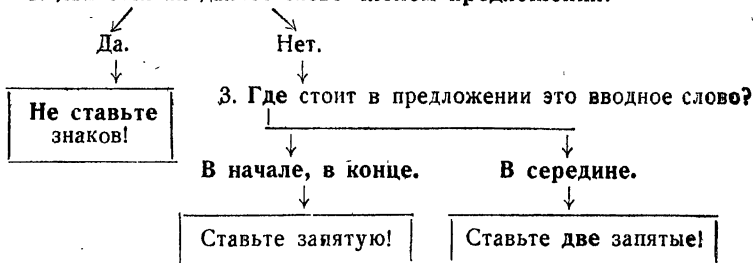 Да. Нет.
3. Где стоит в предложении это вводное слово?
Не ставьте
знаков!
В начале, в конце. В середине.
Ставьте запятую! Ставьте две запятые!